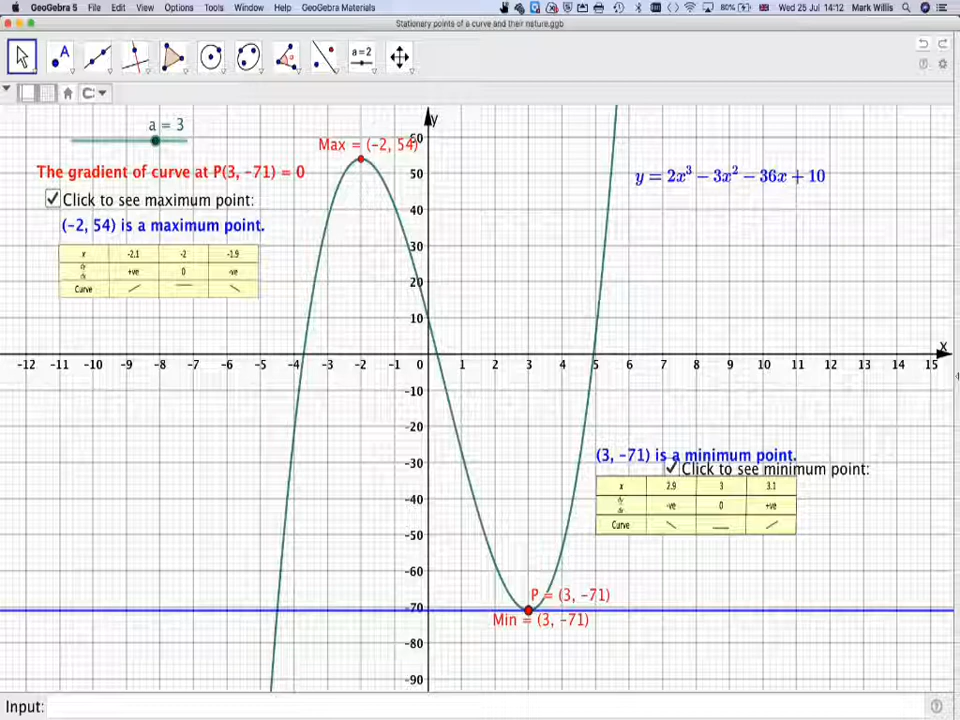 GeoGebra 5 File Edit View Options Tools Window Help GeoGebra Materials 80% Wed 25 Jul 14:12 Mark Willis
Stationary points of a curve and their nature.ggb
a=2
a = 3
The gradient of curve at P(3, −71) = 0
Click to see maximum point:
(−2, 54) is a maximum point.
x -2.1 -2 -1.9
dy/dx +ve 0 -ve
Curve
Max = (−2, 54)
y
y = 2x³ − 3x² − 36x + 10
60
50
40
30
20
10
x
-12 -11 -10 -9 -8 -7 -6 -5 -4 -3 -2 -1 0 1 2 3 4 5 6 7 8 9 10 11 12 13 14 15
-10
-20
-30
-40
-50
-60
-70
-80
-90
(3, −71) is a minimum point.
Click to see minimum point:
x 2.9 3 3.1
dy/dx -ve 0 +ve
Curve
P = (3, −71)
Min = (3, −71)
Input: